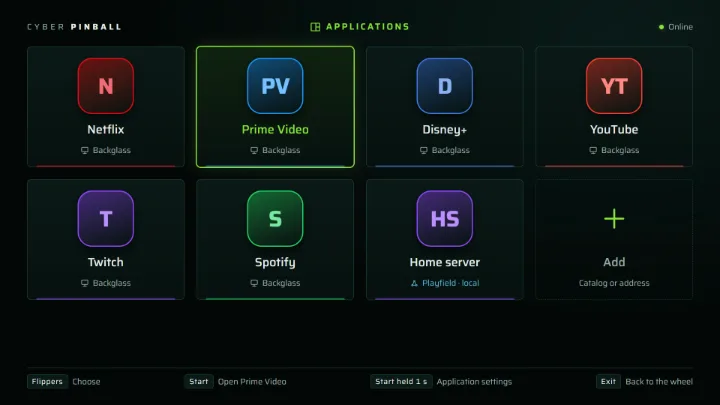 CYBER PINBALL
APPLICATIONS
Online
N
PV
D
YT
Netflix
Prime Video
Disney+
YouTube
Backglass
Backglass
Backglass
Backglass
T
S
HS
Twitch
Spotify
Home server
Add
Backglass
Backglass
Playfield · local
Catalog or address
Flippers Choose
Start Open Prime Video
Start held 1 s Application settings
Exit Back to the wheel